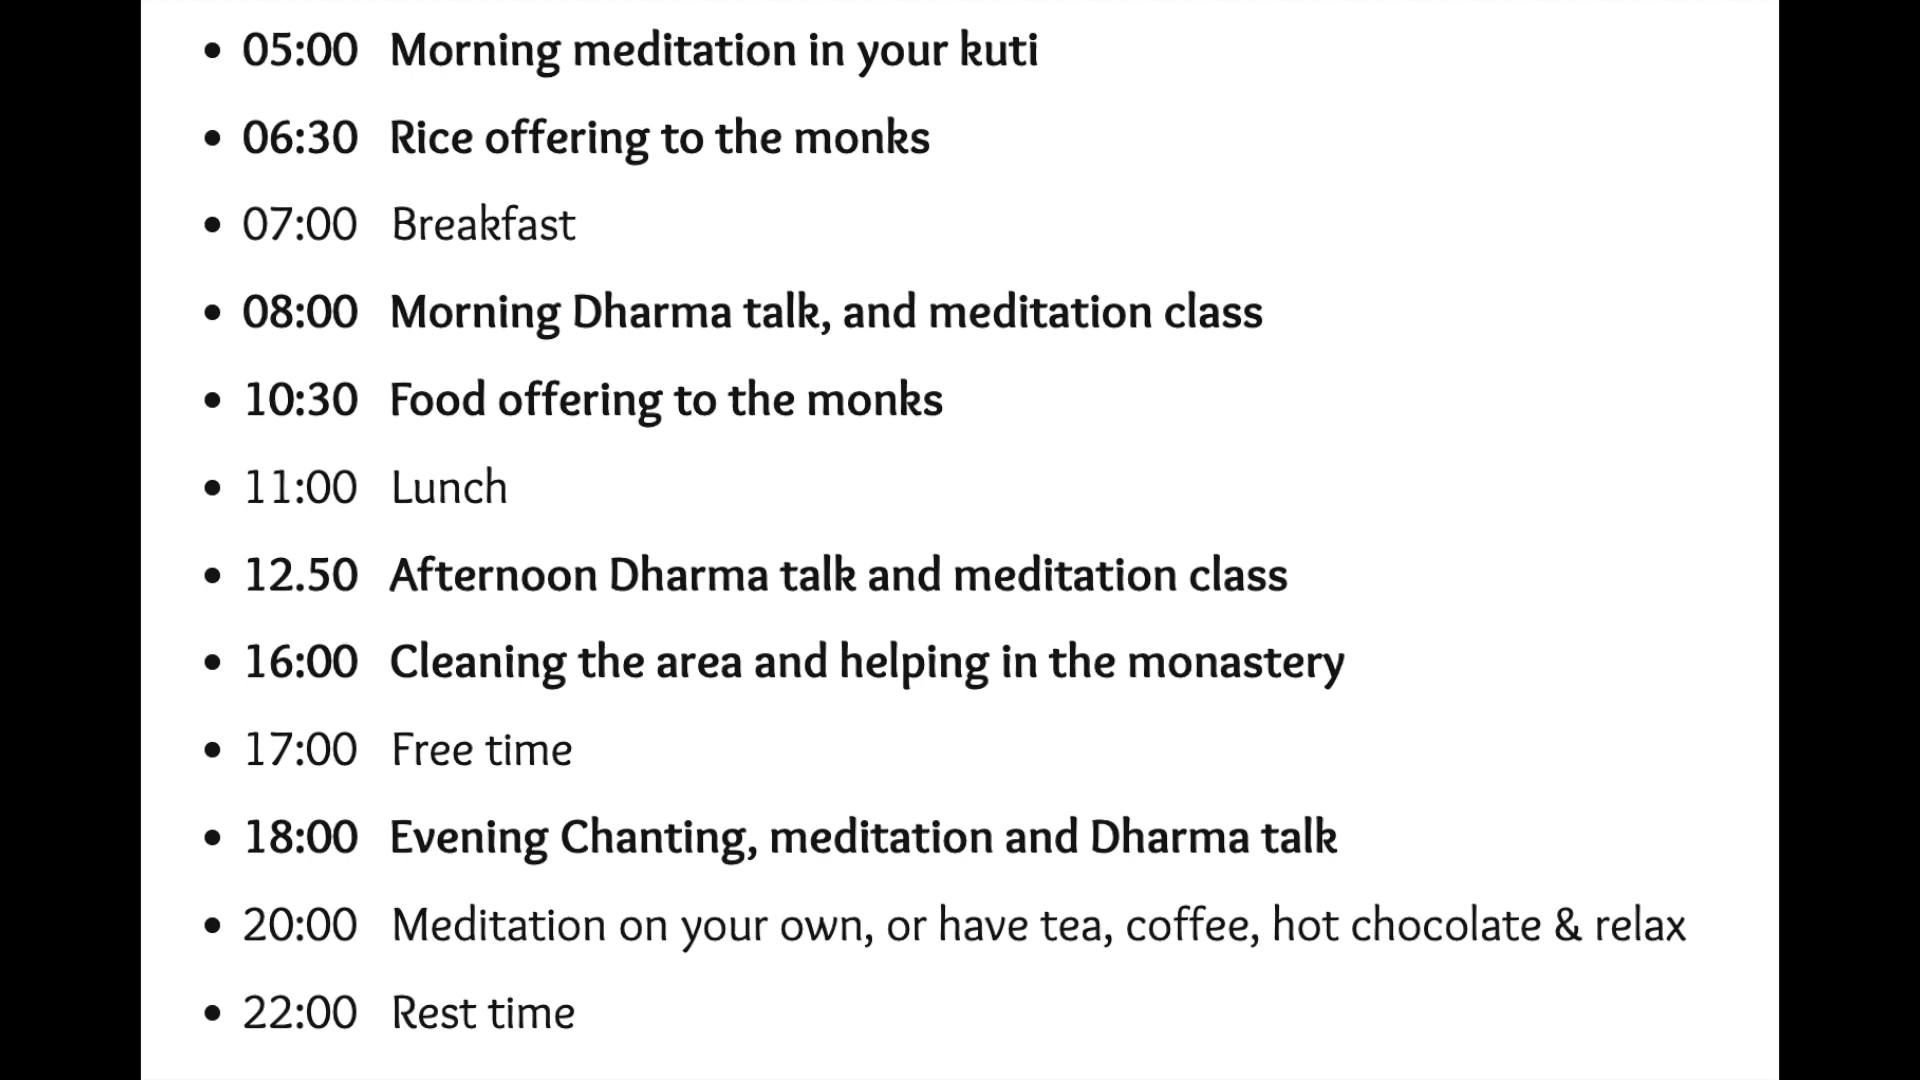 • 05:00 Morning meditation in your kuti
• 06:30 Rice offering to the monks
• 07:00 Breakfast
• 08:00 Morning Dharma talk, and meditation class
• 10:30 Food offering to the monks
• 11:00 Lunch
• 12.50 Afternoon Dharma talk and meditation class
• 16:00 Cleaning the area and helping in the monastery
• 17:00 Free time
• 18:00 Evening Chanting, meditation and Dharma talk
• 20:00 Meditation on your own, or have tea, coffee, hot chocolate & relax
• 22:00 Rest time